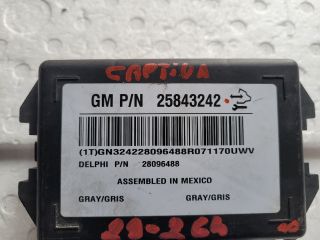 CAPTIVA
GM P/N 25843242
(1T)GN324228096488R071170UWV
DELPHI P/N 28096488
ASSEMBLED IN MEXICO
GRAY/GRIS GRAY/GRIS